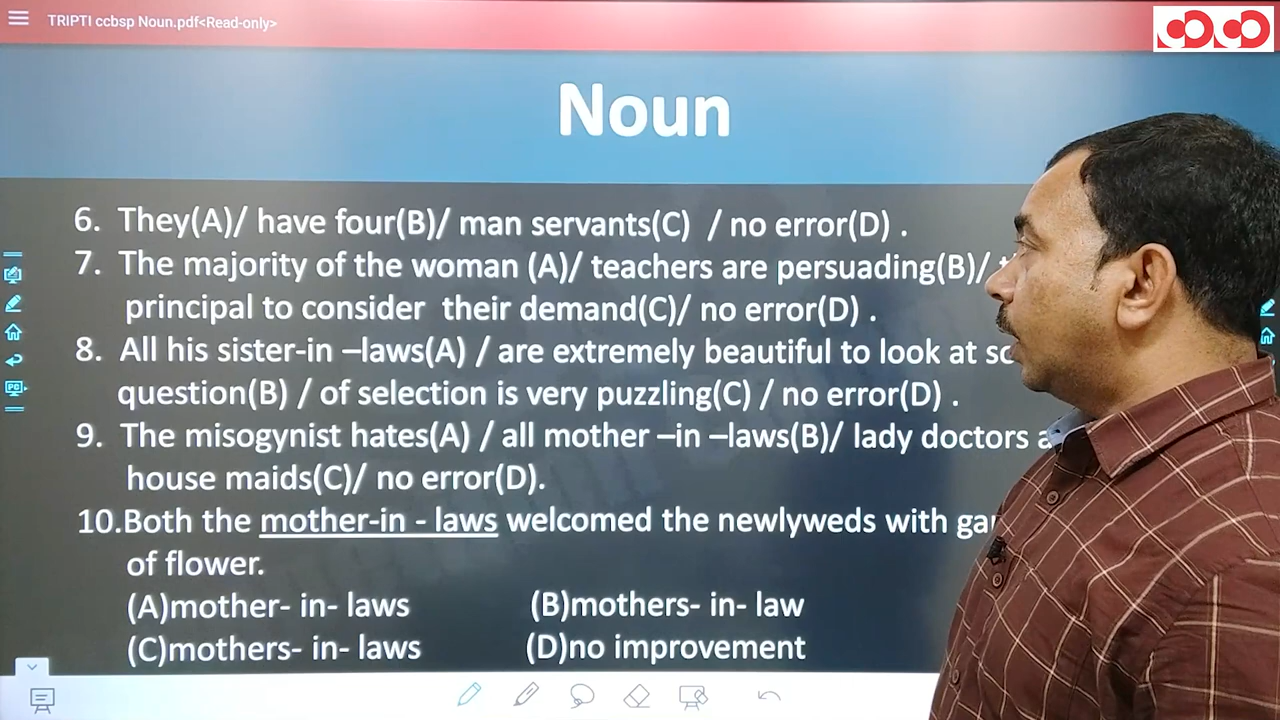 TRIPTI ccbsp Noun.pdf<Read-only>
Noun
6. They(A)/ have four(B)/ man servants(C) / no error(D) .
7. The majority of the woman (A)/ teachers are persuading(B)/
principal to consider their demand(C)/ no error(D) .
8. All his sister-in –laws(A) / are extremely beautiful to look at
question(B) / of selection is very puzzling(C) / no error(D) .
9. The misogynist hates(A) / all mother –in –laws(B)/ lady doctors
house maids(C)/ no error(D).
10.Both the mother-in - laws welcomed the newlyweds with
of flower.
(A)mother- in- laws (B)mothers- in- law
(C)mothers- in- laws (D)no improvement